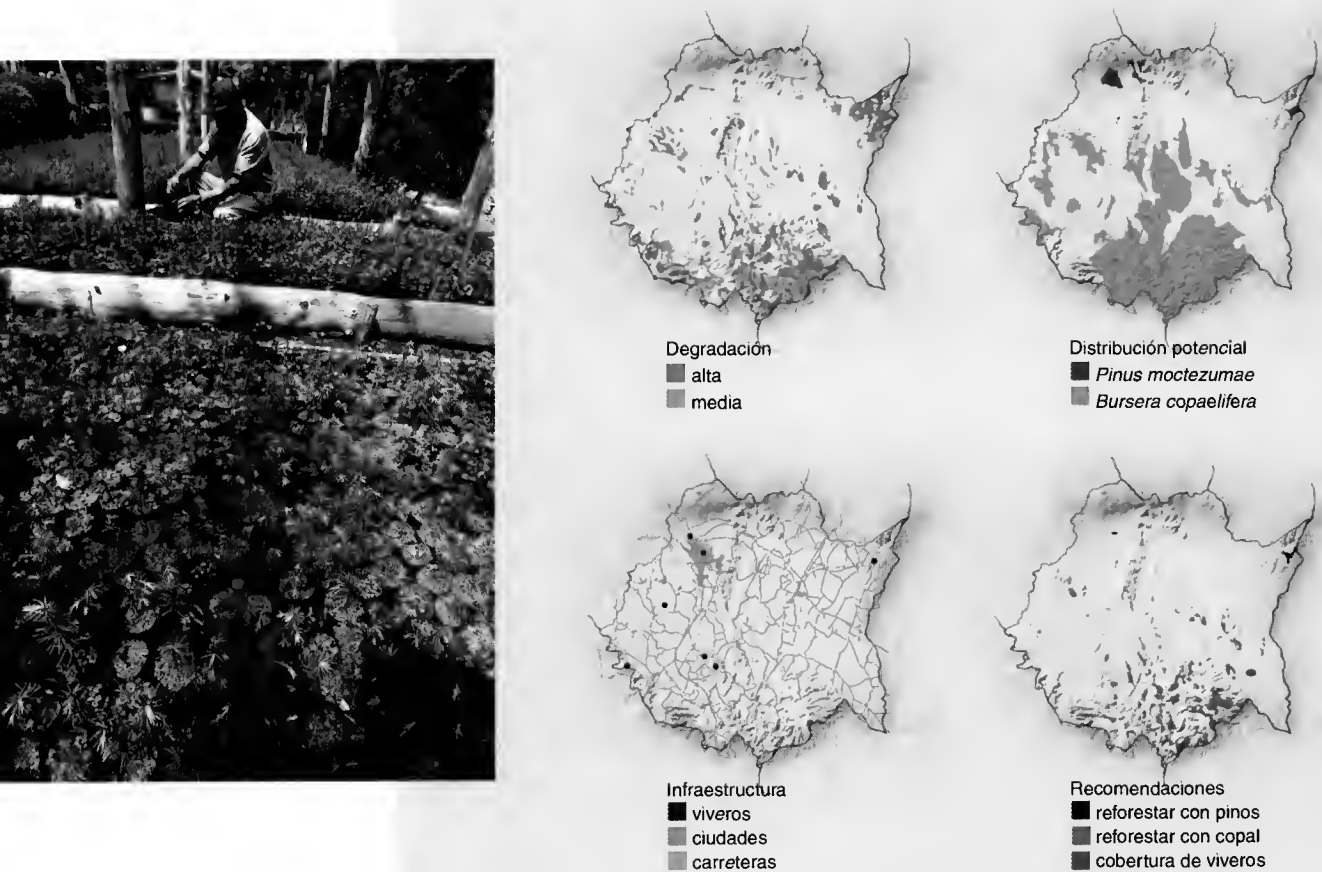 Degradación
alta
media
Distribución potencial
Pinus moctezumae
Bursera copaelifera
Infraestructura
viveros
ciudades
carreteras
Recomendaciones
reforestar con pinos
reforestar con copal
cobertura de viveros